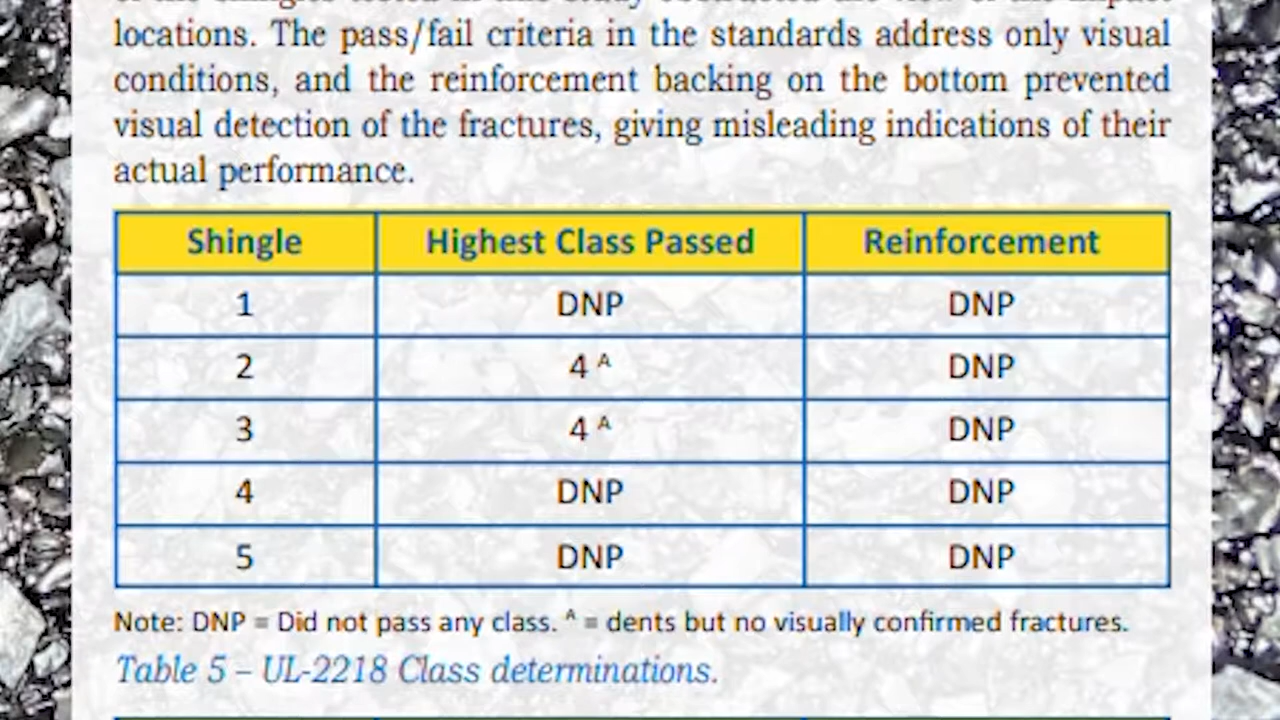 locations. The pass/fail criteria in the standards address only visual
conditions, and the reinforcement backing on the bottom prevented
visual detection of the fractures, giving misleading indications of their
actual performance.
Shingle Highest Class Passed Reinforcement
1 DNP DNP
2 4 ᴬ DNP
3 4 ᴬ DNP
4 DNP DNP
5 DNP DNP
Note: DNP = Did not pass any class. ᴬ = dents but no visually confirmed fractures.
Table 5 – UL-2218 Class determinations.